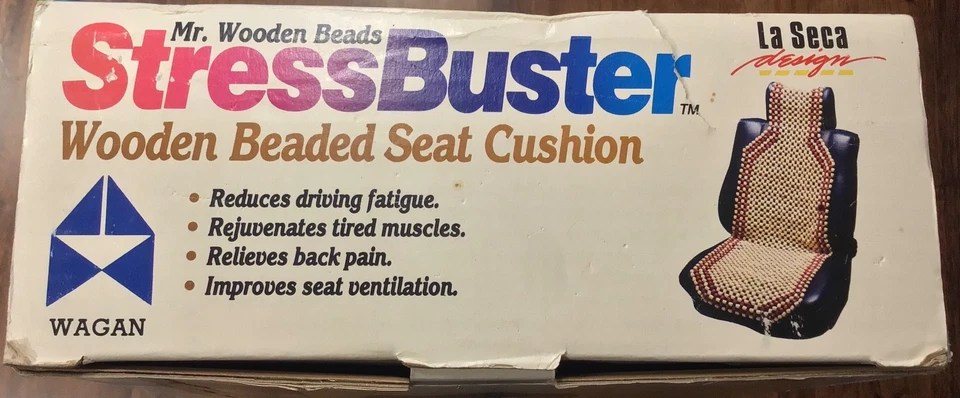 Mr. Wooden Beads
StressBuster™
Wooden Beaded Seat Cushion
La Seca
design
• Reduces driving fatigue.
• Rejuvenates tired muscles.
• Relieves back pain.
• Improves seat ventilation.
WAGAN